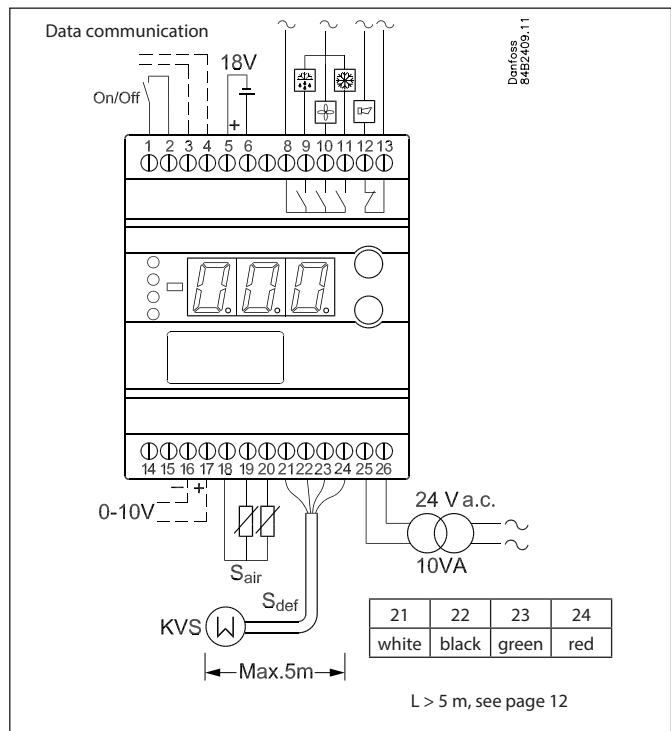 Data communication
Danfoss
84B2409.11
18V
On/Off
+
1 2 3 4 5 6 8 9 10 11 12 13
000
14 15 16 17 18 19 20 21 22 23 24 25 26
− +
0-10V
24 V a.c.
10VA
Sair
Sdef
KVS
Max.5m
21 22 23 24
white black green red
L > 5 m, see page 12